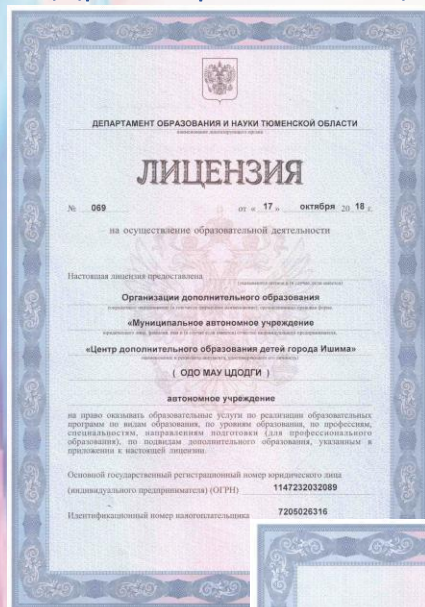 ДЕПАРТАМЕНТ ОБРАЗОВАНИЯ И НАУКИ ТЮМЕНСКОЙ ОБЛАСТИ
наименование лицензирующего органа
ЛИЦЕНЗИЯ
№ 069 от « 17 » октября 20 18 г.
на осуществление образовательной деятельности
Настоящая лицензия предоставлена
Организации дополнительного образования
«Муниципальное автономное учреждение
«Центр дополнительного образования детей города Ишима»
( ОДО МАУ ЦДОДГИ )
автономное учреждение
на право оказывать образовательные услуги по реализации образовательных
программ по видам образования, по уровням образования, по профессиям,
специальностям, направлениям подготовки (для профессионального
образования), по подвидам дополнительного образования, указанным в
приложении к настоящей лицензии.
Основной государственный регистрационный номер юридического лица
(индивидуального предпринимателя) (ОГРН) 1147232032089
Идентификационный номер налогоплательщика 7205026316